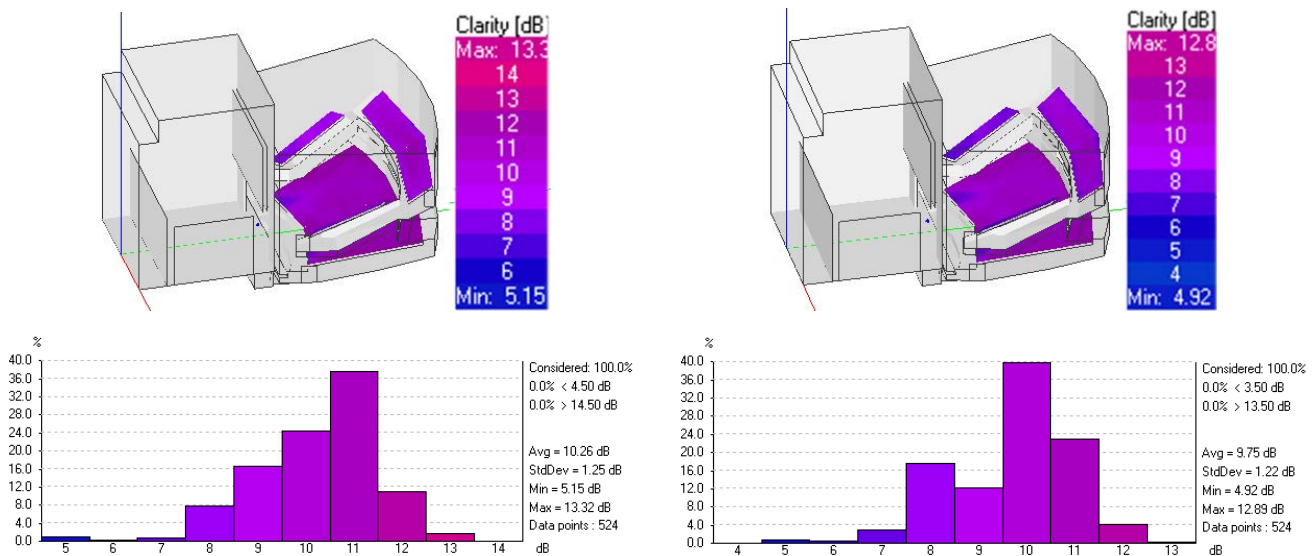 Clarity [dB]
Max: 13.3
14
13
12
11
10
9
8
7
6
Min: 5.15
Clarity [dB]
Max: 12.8
13
12
11
10
9
8
7
6
5
4
Min: 4.92
%
40.0
36.0
32.0
28.0
24.0
20.0
16.0
12.0
8.0
4.0
0.0
5 6 7 8 9 10 11 12 13 14 dB
Considered: 100.0%
0.0% < 4.50 dB
0.0% > 14.50 dB
Avg = 10.26 dB
StdDev = 1.25 dB
Min = 5.15 dB
Max = 13.32 dB
Data points : 524
%
40.0
36.0
32.0
28.0
24.0
20.0
16.0
12.0
8.0
4.0
0.0
4 5 6 7 8 9 10 11 12 13 dB
Considered: 100.0%
0.0% < 3.50 dB
0.0% > 13.50 dB
Avg = 9.75 dB
StdDev = 1.22 dB
Min = 4.92 dB
Max = 12.89 dB
Data points : 524